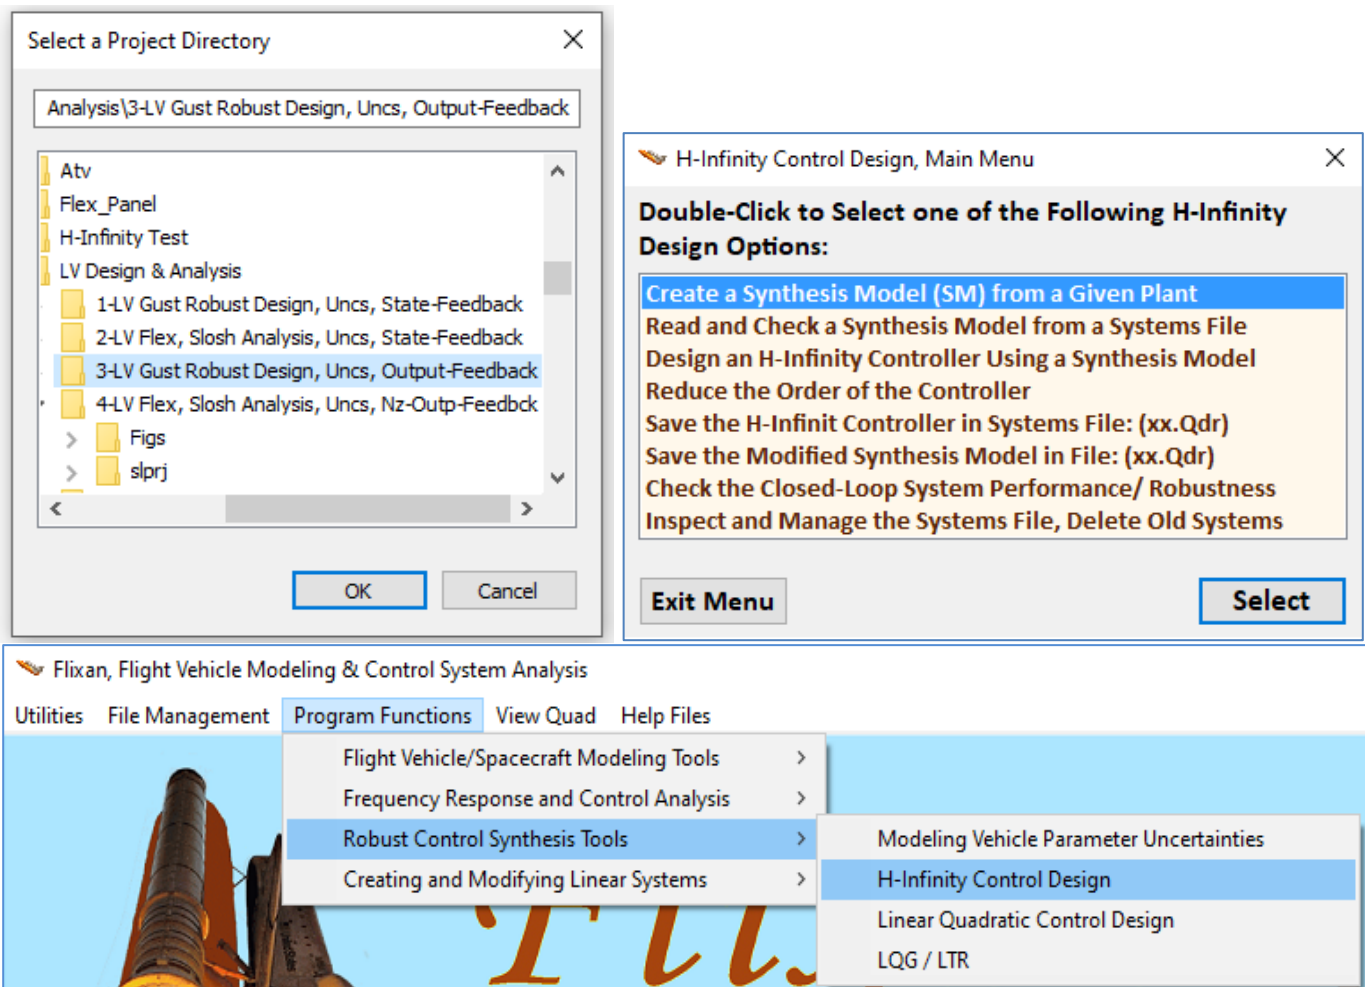 Select a Project Directory
Analysis\3-LV Gust Robust Design, Uncs, Output-Feedback
Atv
Flex_Panel
H-Infinity Test
LV Design & Analysis
1-LV Gust Robust Design, Uncs, State-Feedback
2-LV Flex, Slosh Analysis, Uncs, State-Feedback
3-LV Gust Robust Design, Uncs, Output-Feedback
4-LV Flex, Slosh Analysis, Uncs, Nz-Outp-Feedbck
Figs
slprj
OK
Cancel
H-Infinity Control Design, Main Menu
Double-Click to Select one of the Following H-Infinity
Design Options:
Create a Synthesis Model (SM) from a Given Plant
Read and Check a Synthesis Model from a Systems File
Design an H-Infinity Controller Using a Synthesis Model
Reduce the Order of the Controller
Save the H-Infinit Controller in Systems File: (xx.Qdr)
Save the Modified Synthesis Model in File: (xx.Qdr)
Check the Closed-Loop System Performance/ Robustness
Inspect and Manage the Systems File, Delete Old Systems
Exit Menu
Select
Flixan, Flight Vehicle Modeling & Control System Analysis
Utilities File Management Program Functions View Quad Help Files
Flight Vehicle/Spacecraft Modeling Tools
Frequency Response and Control Analysis
Robust Control Synthesis Tools
Creating and Modifying Linear Systems
Modeling Vehicle Parameter Uncertainties
H-Infinity Control Design
Linear Quadratic Control Design
LQG / LTR